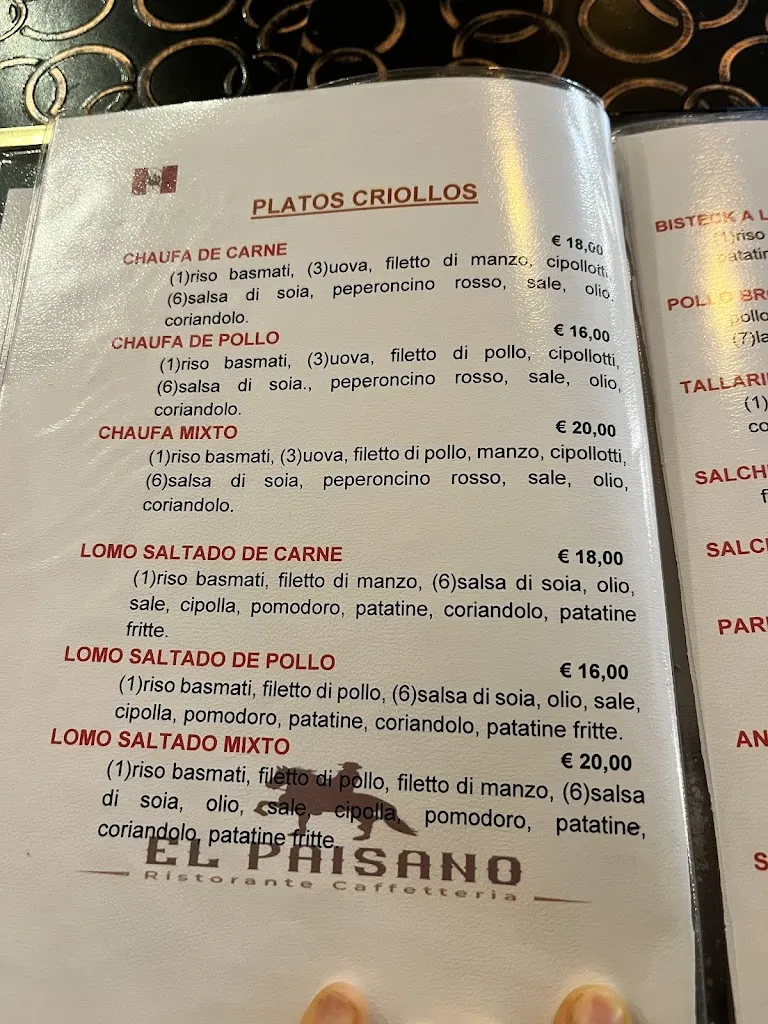 PLATOS CRIOLLOS
CHAUFA DE CARNE € 18,00
(1)riso basmati, (3)uova, filetto di manzo, cipollotti,
(6)salsa di soia, peperoncino rosso, sale, olio,
coriandolo.
CHAUFA DE POLLO € 16,00
(1)riso basmati, (3)uova, filetto di pollo, cipollotti,
(6)salsa di soia., peperoncino rosso, sale, olio,
coriandolo.
CHAUFA MIXTO € 20,00
(1)riso basmati, (3)uova, filetto di pollo, manzo, cipollotti,
(6)salsa di soia, peperoncino rosso, sale, olio,
coriandolo.
LOMO SALTADO DE CARNE € 18,00
(1)riso basmati, filetto di manzo, (6)salsa di soia, olio,
sale, cipolla, pomodoro, patatine, coriandolo, patatine
fritte.
LOMO SALTADO DE POLLO € 16,00
(1)riso basmati, filetto di pollo, (6)salsa di soia, olio, sale,
cipolla, pomodoro, patatine, coriandolo, patatine fritte.
LOMO SALTADO MIXTO € 20,00
(1)riso basmati, filetto di pollo, filetto di manzo, (6)salsa
di soia, olio, sale, cipolla, pomodoro, patatine,
coriandolo, patatine fritte.
EL PAISANO
Ristorante Caffetteria
BISTECK A L
(1)riso
patatin
POLLO BR
pollo
(7)la
TALLARI
(1)
co
SALCH
f
SALC
PAR
AN
S